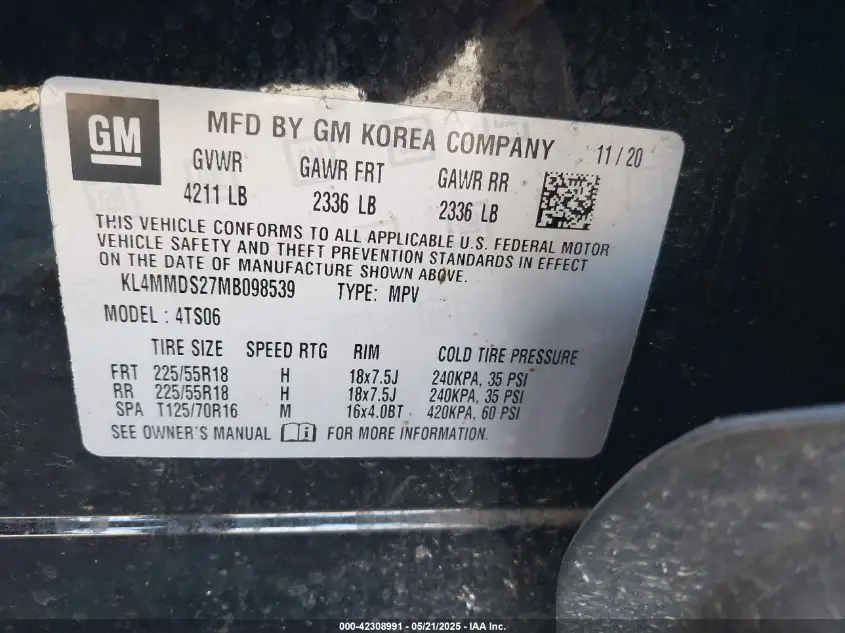 GM
MFD BY GM KOREA COMPANY 11/20
GVWR GAWR FRT GAWR RR
4211 LB 2336 LB 2336 LB
THIS VEHICLE CONFORMS TO ALL APPLICABLE U.S. FEDERAL MOTOR
VEHICLE SAFETY AND THEFT PREVENTION STANDARDS IN EFFECT
ON THE DATE OF MANUFACTURE SHOWN ABOVE.
KL4MMDS27MB098539 TYPE: MPV
MODEL : 4TS06
TIRE SIZE SPEED RTG RIM COLD TIRE PRESSURE
FRT 225/55R18 H 18x7.5J 240KPA, 35 PSI
RR 225/55R18 H 18x7.5J 240KPA, 35 PSI
SPA T125/70R16 M 16x4.0BT 420KPA, 60 PSI
SEE OWNER'S MANUAL i FOR MORE INFORMATION.
000-42308991 - 05/21/2025 - IAA Inc.